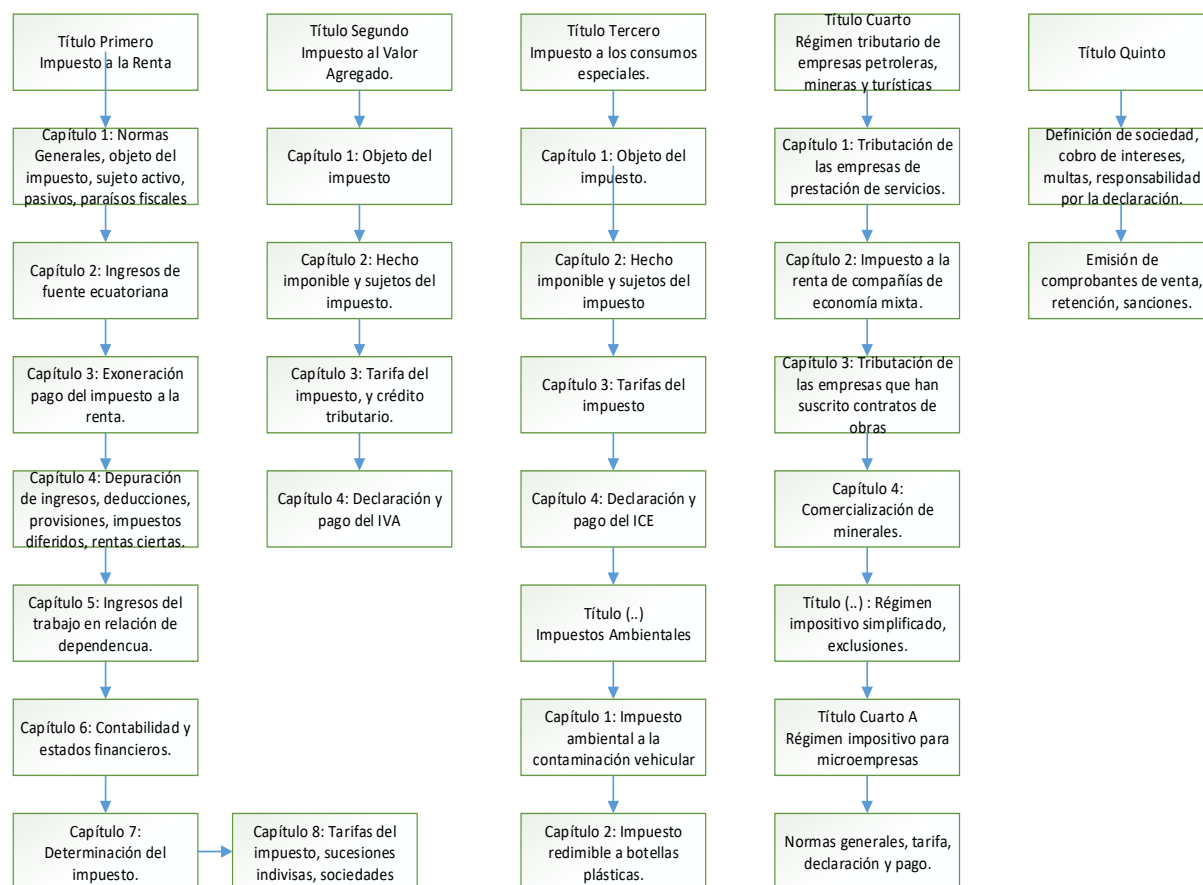 Título Primero
Impuesto a la Renta
Capítulo 1: Normas
Generales, objeto del
impuesto, sujeto activo,
pasivos, paraísos fiscales
Capítulo 2: Ingresos de
fuente ecuatoriana
Capítulo 3: Exoneración
pago del impuesto a la
renta.
Capítulo 4: Depuración
de ingresos, deducciones,
provisiones, impuestos
diferidos, rentas ciertas.
Capítulo 5: Ingresos del
trabajo en relación de
dependencua.
Capítulo 6: Contabilidad y
estados financieros.
Capítulo 7:
Determinación del
impuesto.
Capítulo 8: Tarifas del
impuesto, sucesiones
indivisas, sociedades
Título Segundo
Impuesto al Valor
Agregado.
Capítulo 1: Objeto del
impuesto
Capítulo 2: Hecho
imponible y sujetos del
impuesto.
Capítulo 3: Tarifa del
impuesto, y crédito
tributario.
Capítulo 4: Declaración y
pago del IVA
Título Tercero
Impuesto a los consumos
especiales.
Capítulo 1: Objeto del
impuesto.
Capítulo 2: Hecho
imponible y sujetos del
impuesto
Capítulo 3: Tarifas del
impuesto
Capítulo 4: Declaración y
pago del ICE
Título (..)
Impuestos Ambientales
Capítulo 1: Impuesto
ambiental a la
contaminación vehicular
Capítulo 2: Impuesto
redimible a botellas
plásticas.
Título Cuarto
Régimen tributario de
empresas petroleras,
mineras y turísticas
Capítulo 1: Tributación de
las empresas de
prestación de servicios.
Capítulo 2: Impuesto a la
renta de compañías de
economía mixta.
Capítulo 3: Tributación de
las empresas que han
suscrito contratos de
obras
Capítulo 4:
Comercialización de
minerales.
Título (..) : Régimen
impositivo simplificado,
exclusiones.
Título Cuarto A
Régimen impositivo para
microempresas
Normas generales, tarifa,
declaración y pago.
Título Quinto
Definición de sociedad,
cobro de intereses,
multas, responsabilidad
por la declaración.
Emisión de
comprobantes de venta,
retención, sanciones.